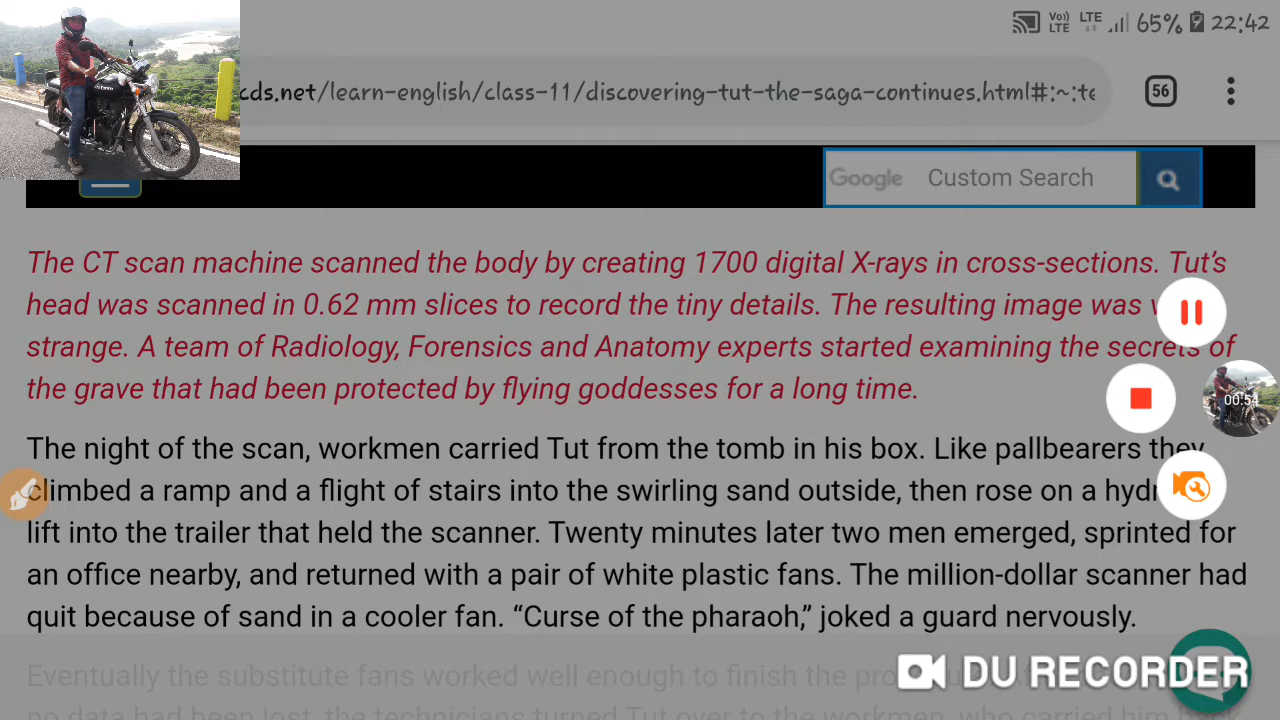 Vo)) LTE LTE 65% 22:42
cds.net/learn-english/class-11/discovering-tut-the-saga-continues.html#:~:te
56
Google Custom Search
The CT scan machine scanned the body by creating 1700 digital X-rays in cross-sections. Tut's
head was scanned in 0.62 mm slices to record the tiny details. The resulting image was
strange. A team of Radiology, Forensics and Anatomy experts started examining the secrets of
the grave that had been protected by flying goddesses for a long time.
00:54
The night of the scan, workmen carried Tut from the tomb in his box. Like pallbearers they
climbed a ramp and a flight of stairs into the swirling sand outside, then rose on a
lift into the trailer that held the scanner. Twenty minutes later two men emerged, sprinted for
an office nearby, and returned with a pair of white plastic fans. The million-dollar scanner had
quit because of sand in a cooler fan. “Curse of the pharaoh,” joked a guard nervously.
Eventually the substitute fans worked well enough to finish the
DU RECORDER
no data had been lost, the technicians turned Tut over to the workmen, who carried him